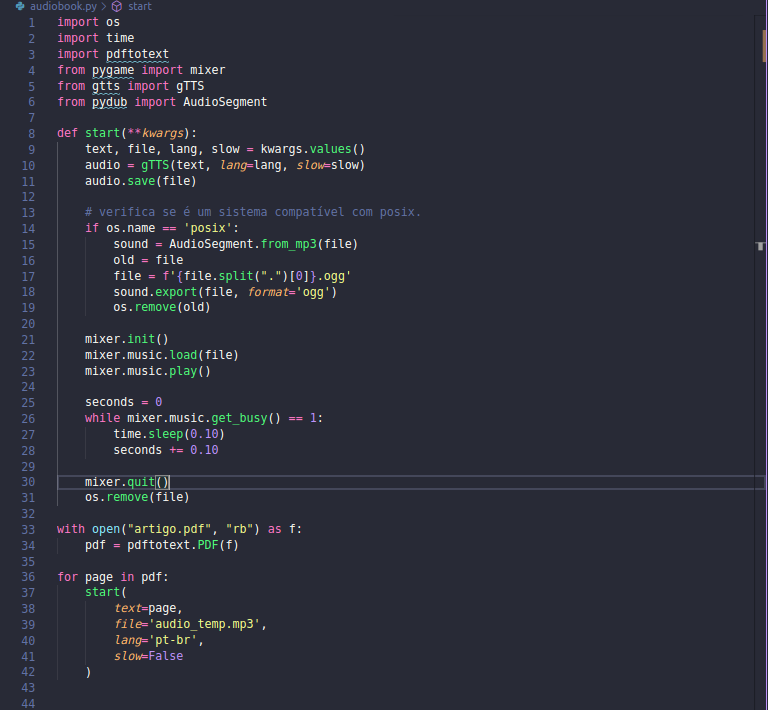 audiobook.py > start
1 import os
2 import time
3 import pdftotext
4 from pygame import mixer
5 from gtts import gTTS
6 from pydub import AudioSegment
7
8 def start(**kwargs):
9     text, file, lang, slow = kwargs.values()
10     audio = gTTS(text, lang=lang, slow=slow)
11     audio.save(file)
12
13     # verifica se é um sistema compatível com posix.
14     if os.name == 'posix':
15         sound = AudioSegment.from_mp3(file)
16         old = file
17         file = f'{file.split(".")[0]}.ogg'
18         sound.export(file, format='ogg')
19         os.remove(old)
20
21     mixer.init()
22     mixer.music.load(file)
23     mixer.music.play()
24
25     seconds = 0
26     while mixer.music.get_busy() == 1:
27         time.sleep(0.10)
28         seconds += 0.10
29
30     mixer.quit()
31     os.remove(file)
32
33 with open("artigo.pdf", "rb") as f:
34     pdf = pdftotext.PDF(f)
35
36 for page in pdf:
37     start(
38         text=page,
39         file='audio_temp.mp3',
40         lang='pt-br',
41         slow=False
42     )
43
44